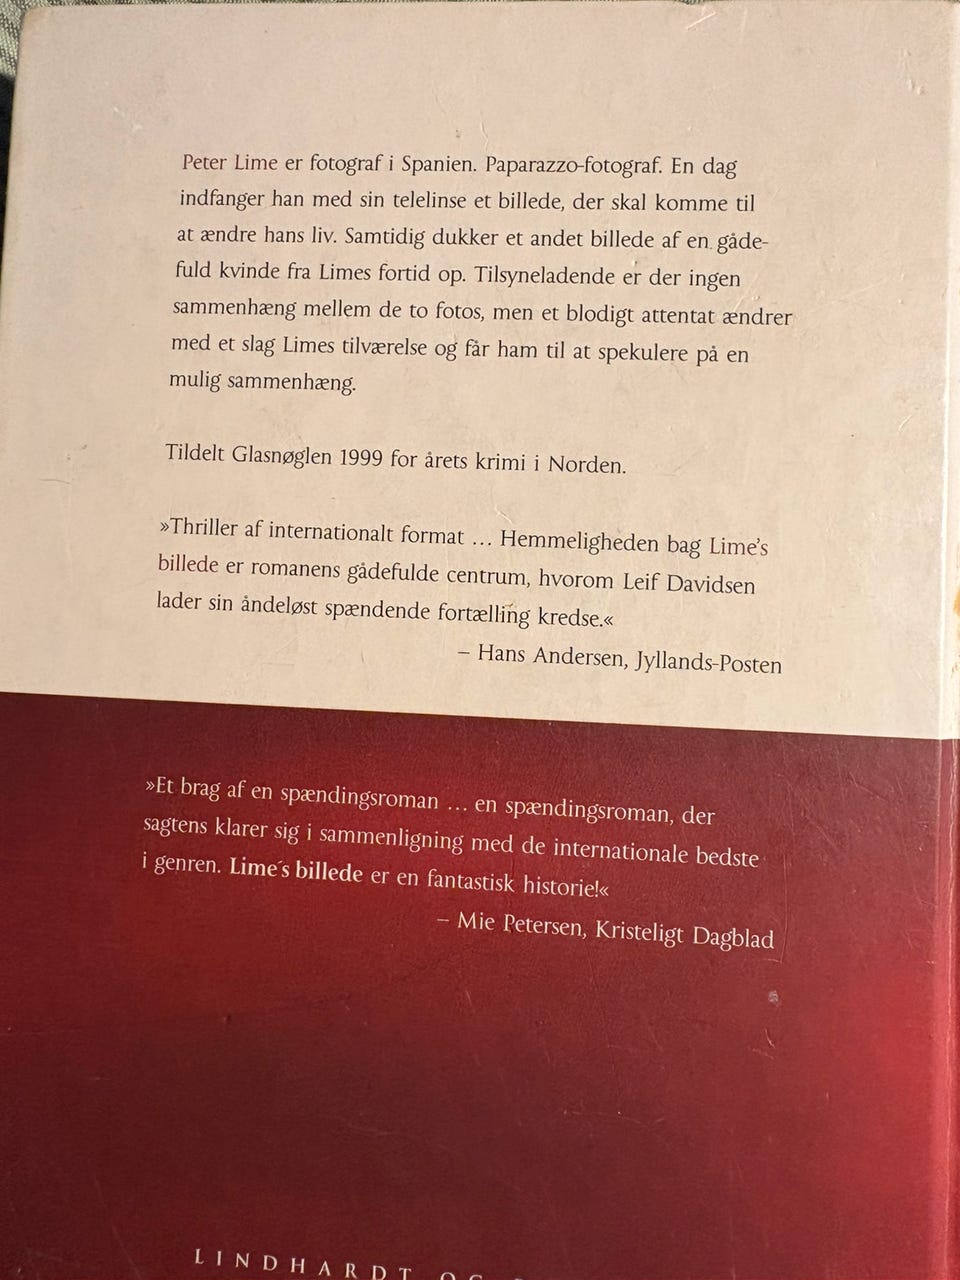 Peter Lime er fotograf i Spanien. Paparazzo-fotograf. En dag
indfanger han med sin telelinse et billede, der skal komme til
at ændre hans liv. Samtidig dukker et andet billede af en gåde-
fuld kvinde fra Limes fortid op. Tilsyneladende er der ingen
sammenhæng mellem de to fotos, men et blodigt attentat ændrer
med et slag Limes tilværelse og får ham til at spekulere på en
mulig sammenhæng.
Tildelt Glasnøglen 1999 for årets krimi i Norden.
»Thriller af internationalt format ... Hemmeligheden bag Lime's
billede er romanens gådefulde centrum, hvorom Leif Davidsen
lader sin åndeløst spændende fortælling kredse.«
– Hans Andersen, Jyllands-Posten
»Et brag af en spændingsroman ... en spændingsroman, der
sagtens klarer sig i sammenligning med de internationale bedste
i genren. Lime´s billede er en fantastisk historie!«
– Mie Petersen, Kristeligt Dagblad
LINDHARDT OG